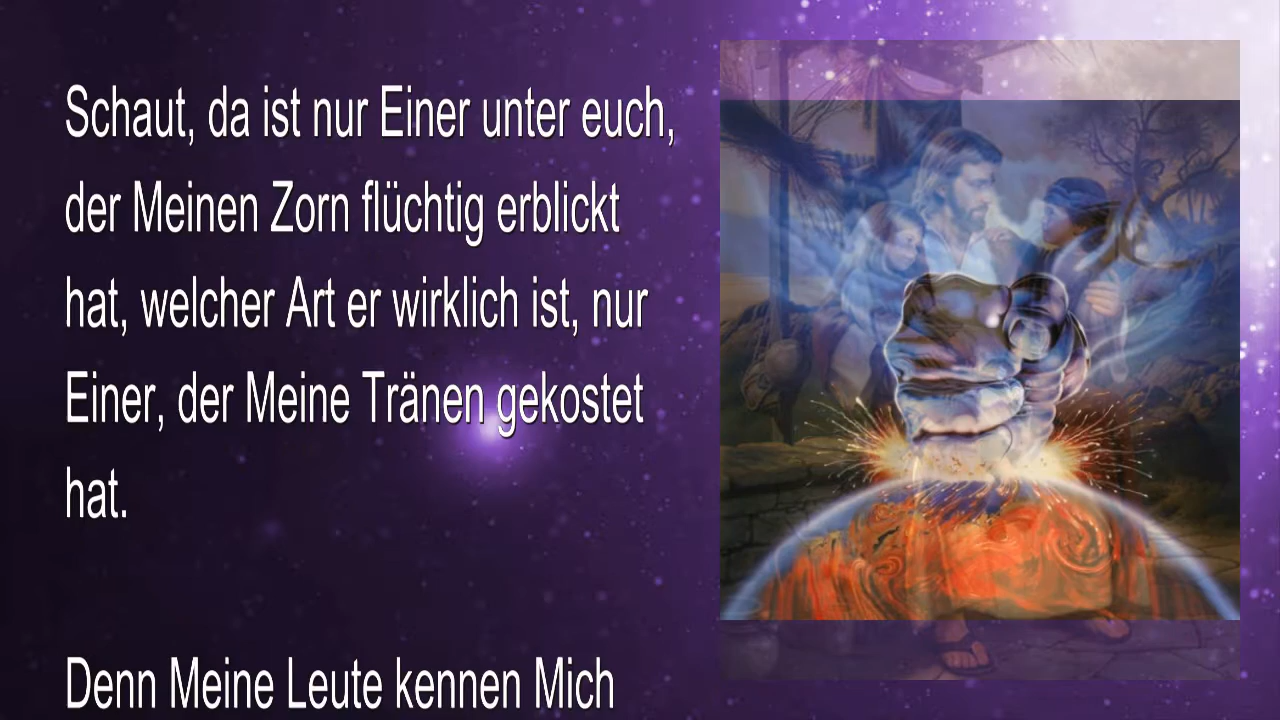 Schaut, da ist nur Einer unter euch,
der Meinen Zorn flüchtig erblickt
hat, welcher Art er wirklich ist, nur
Einer, der Meine Tränen gekostet
hat.
Denn Meine Leute kennen Mich